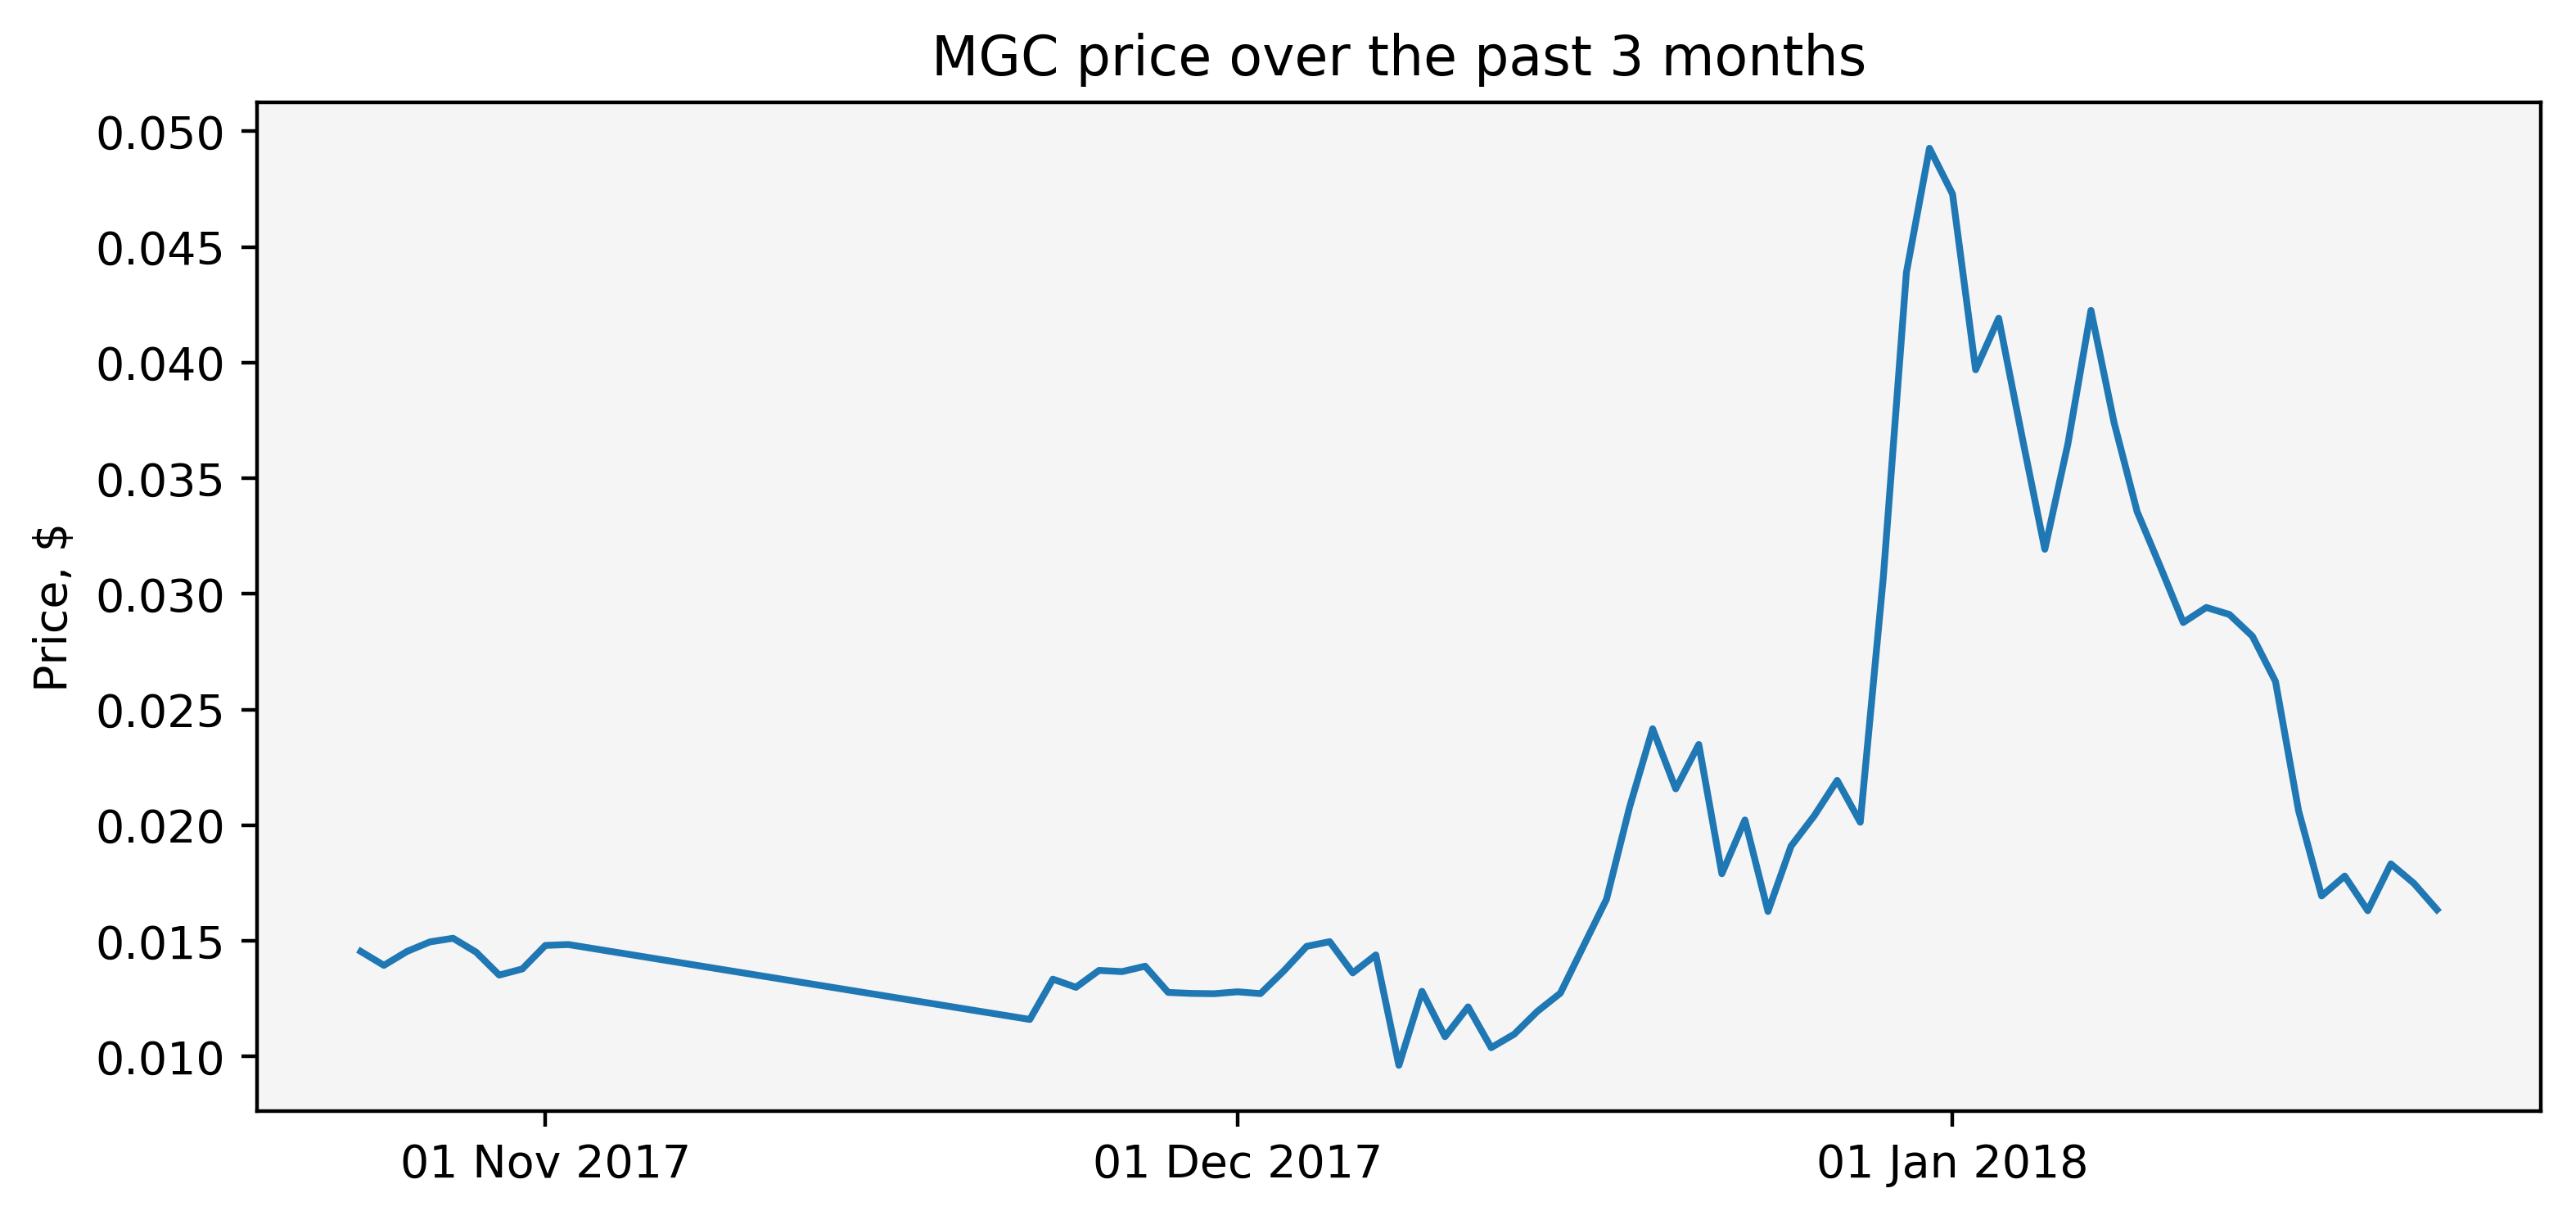 MGC price over the past 3 months
Price, $
0.050
0.045
0.040
0.035
0.030
0.025
0.020
0.015
0.010
01 Nov 2017
01 Dec 2017
01 Jan 2018